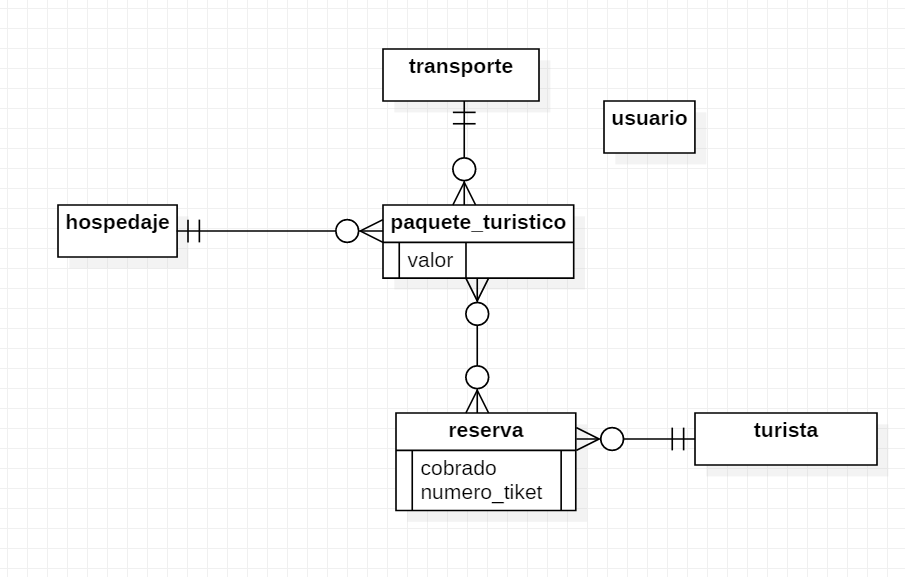 transporte
usuario
hospedaje
paquete_turistico
valor
reserva
cobrado
numero_tiket
turista